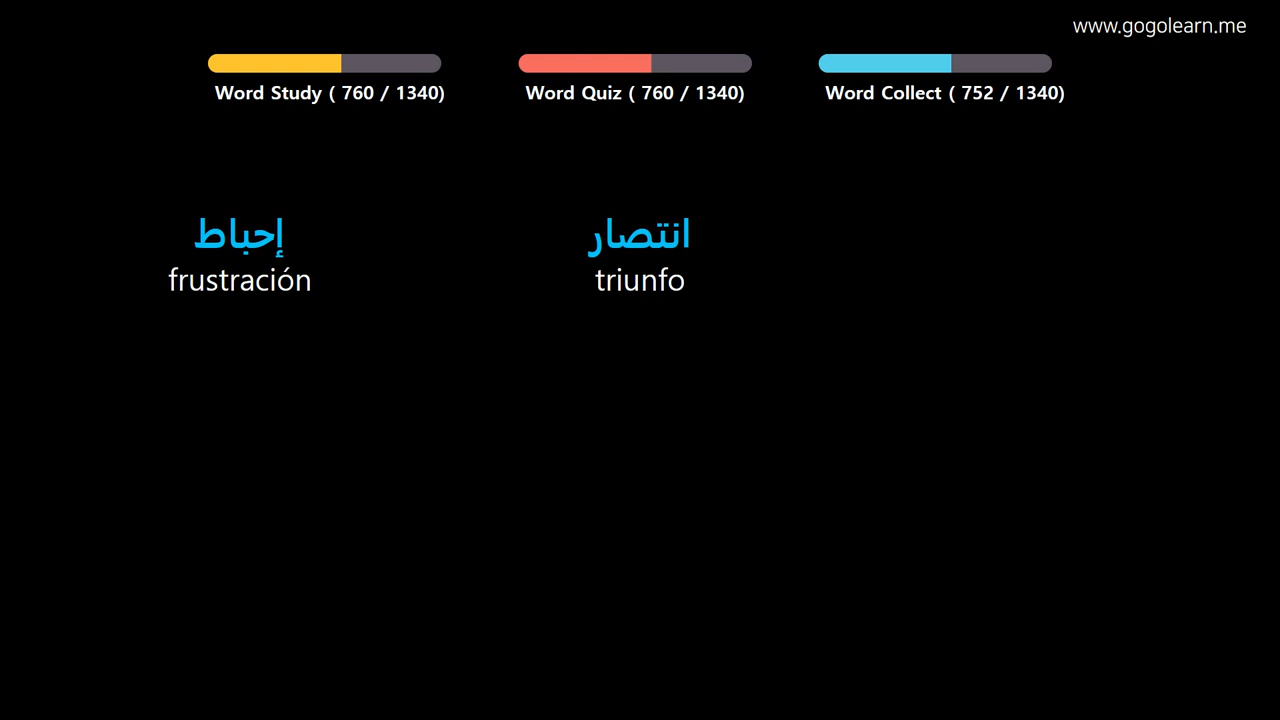 www.gogolearn.me
Word Study ( 760 / 1340)
Word Quiz ( 760 / 1340)
Word Collect ( 752 / 1340)
إحباط
frustración
انتصار
triunfo